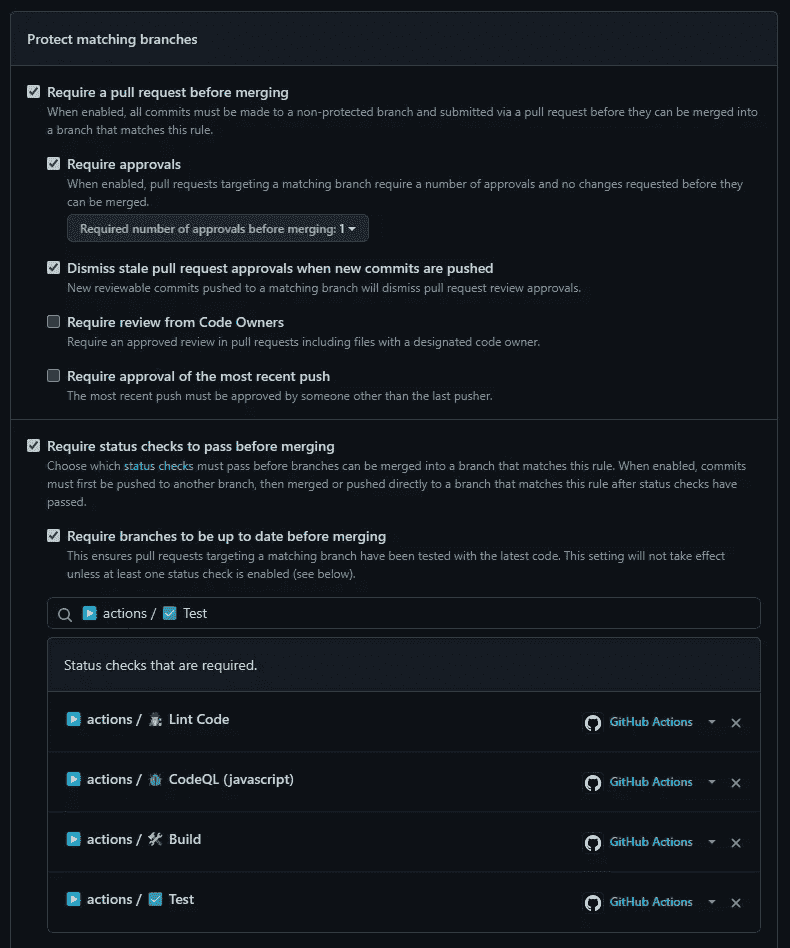 Protect matching branches
Require a pull request before merging
When enabled, all commits must be made to a non-protected branch and submitted via a pull request before they can be merged into
a branch that matches this rule.
Require approvals
When enabled, pull requests targeting a matching branch require a number of approvals and no changes requested before they
can be merged.
Required number of approvals before merging: 1
Dismiss stale pull request approvals when new commits are pushed
New reviewable commits pushed to a matching branch will dismiss pull request review approvals.
Require review from Code Owners
Require an approved review in pull requests including files with a designated code owner.
Require approval of the most recent push
The most recent push must be approved by someone other than the last pusher.
Require status checks to pass before merging
Choose which status checks must pass before branches can be merged into a branch that matches this rule. When enabled, commits
must first be pushed to another branch, then merged or pushed directly to a branch that matches this rule after status checks have
passed.
Require branches to be up to date before merging
This ensures pull requests targeting a matching branch have been tested with the latest code. This setting will not take effect
unless at least one status check is enabled (see below).
actions / Test
Status checks that are required.
actions / Lint Code GitHub Actions
actions / CodeQL (javascript) GitHub Actions
actions / Build GitHub Actions
actions / Test GitHub Actions